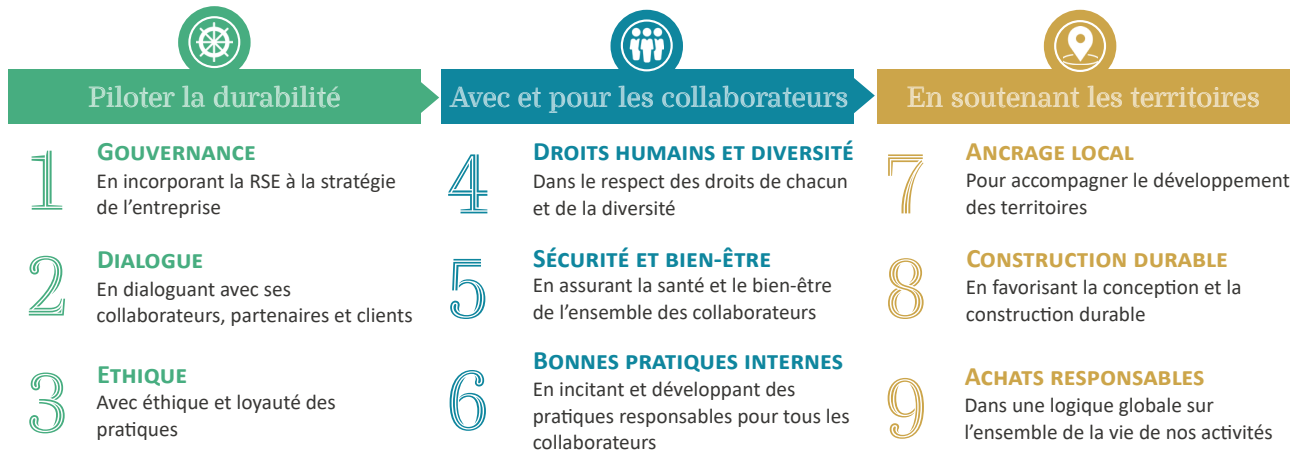 Piloter la durabilité
1
GOUVERNANCE
En incorporant la RSE à la stratégie
de l'entreprise
2
DIALOGUE
En dialoguant avec ses
collaborateurs, partenaires et clients
3
ETHIQUE
Avec éthique et loyauté des
pratiques
Avec et pour les collaborateurs
4
DROITS HUMAINS ET DIVERSITÉ
Dans le respect des droits de chacun
et de la diversité
5
SÉCURITÉ ET BIEN-ÊTRE
En assurant la santé et le bien-être
de l'ensemble des collaborateurs
6
BONNES PRATIQUES INTERNES
En incitant et développant des
pratiques responsables pour tous les
collaborateurs
En soutenant les territoires
7
ANCRAGE LOCAL
Pour accompagner le développement
des territoires
8
CONSTRUCTION DURABLE
En favorisant la conception et la
construction durable
9
ACHATS RESPONSABLES
Dans une logique globale sur
l'ensemble de la vie de nos activités